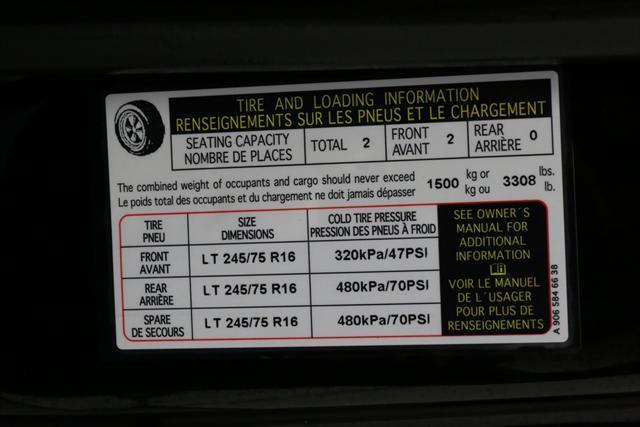 TIRE AND LOADING INFORMATION
RENSEIGNEMENTS SUR LES PNEUS ET LE CHARGEMENT
SEATING CAPACITY
NOMBRE DE PLACES
TOTAL 2
FRONT
AVANT 2
REAR
ARRIÈRE 0
The combined weight of occupants and cargo should never exceed
Le poids total des occupants et du chargement ne doit jamais dépasser
1500 kg or
kg ou
3308 lbs.
lb.
TIRE
PNEU
SIZE
DIMENSIONS
COLD TIRE PRESSURE
PRESSION DES PNEUS À FROID
FRONT
AVANT
LT 245/75 R16
320kPa/47PSI
REAR
ARRIÈRE
LT 245/75 R16
480kPa/70PSI
SPARE
DE SECOURS
LT 245/75 R16
480kPa/70PSI
SEE OWNER´S
MANUAL FOR
ADDITIONAL
INFORMATION
VOIR LE MANUEL
DE L´USAGER
POUR PLUS DE
RENSEIGNEMENTS
A 906 584 66 38